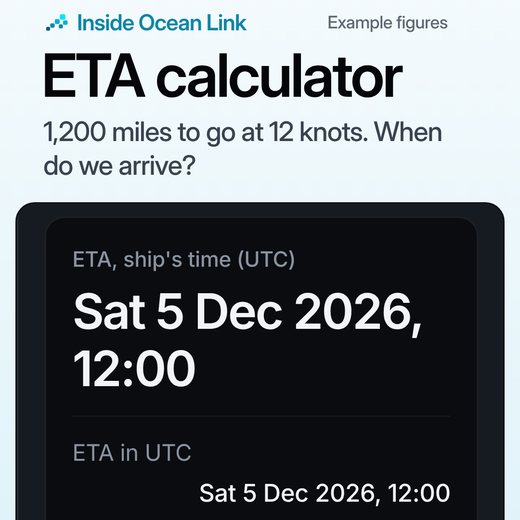 Inside Ocean Link
Example figures
ETA calculator
1,200 miles to go at 12 knots. When
do we arrive?
ETA, ship's time (UTC)
Sat 5 Dec 2026,
12:00
ETA in UTC
Sat 5 Dec 2026, 12:00